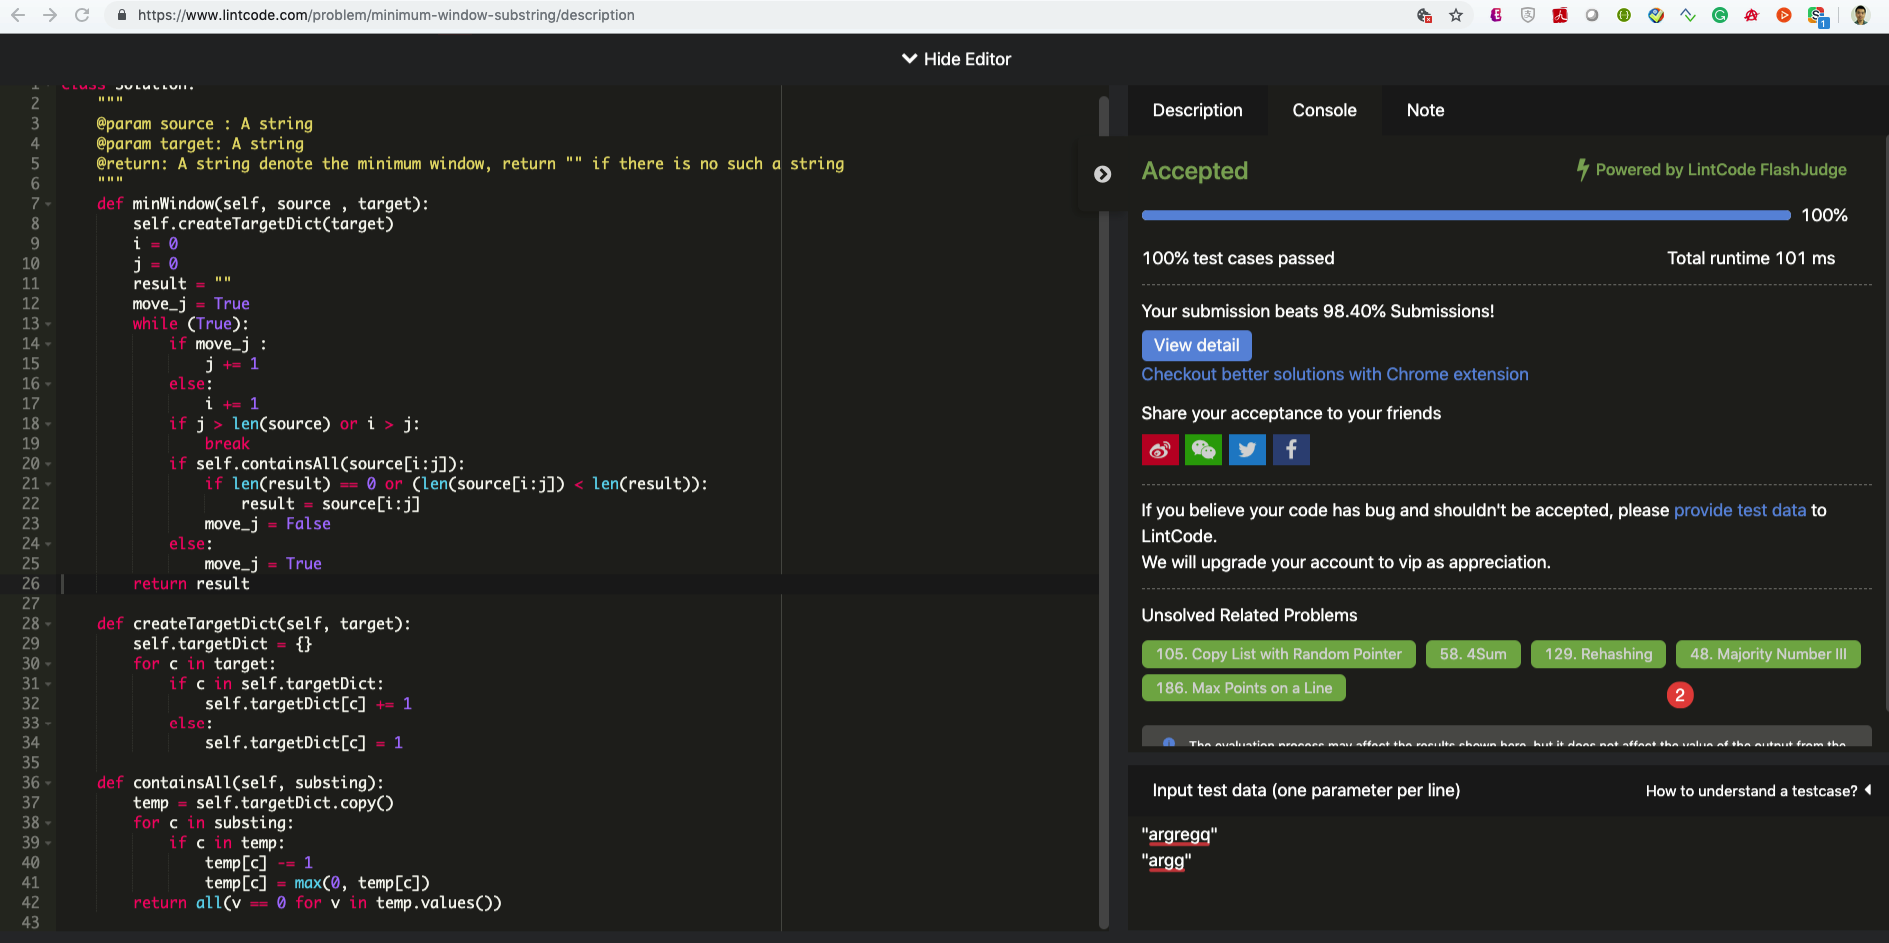 https://www.lintcode.com/problem/minimum-window-substring/description
1
Hide Editor
1 class Solution:
2 """
3 @param source : A string
4 @param target: A string
5 @return: A string denote the minimum window, return "" if there is no such a string
6 """
7 def minWindow(self, source , target):
8 self.createTargetDict(target)
9 i = 0
10 j = 0
11 result = ""
12 move_j = True
13 while (True):
14 if move_j :
15 j += 1
16 else:
17 i += 1
18 if j > len(source) or i > j:
19 break
20 if self.containsAll(source[i:j]):
21 if len(result) == 0 or (len(source[i:j]) < len(result)):
22 result = source[i:j]
23 move_j = False
24 else:
25 move_j = True
26 return result
27
28 def createTargetDict(self, target):
29 self.targetDict = {}
30 for c in target:
31 if c in self.targetDict:
32 self.targetDict[c] += 1
33 else:
34 self.targetDict[c] = 1
35
36 def containsAll(self, substing):
37 temp = self.targetDict.copy()
38 for c in substing:
39 if c in temp:
40 temp[c] -= 1
41 temp[c] = max(0, temp[c])
42 return all(v == 0 for v in temp.values())
43
Description Console Note
Accepted
Powered by LintCode FlashJudge
100%
100% test cases passed Total runtime 101 ms
Your submission beats 98.40% Submissions!
View detail
Checkout better solutions with Chrome extension
Share your acceptance to your friends
If you believe your code has bug and shouldn't be accepted, please provide test data to
LintCode.
We will upgrade your account to vip as appreciation.
Unsolved Related Problems
105. Copy List with Random Pointer 58. 4Sum 129. Rehashing 48. Majority Number III
186. Max Points on a Line
2
The evaluation process may affect the results shown here, but it does not affect the value of the output from the
Input test data (one parameter per line) How to understand a testcase?
"argregq"
"argg"